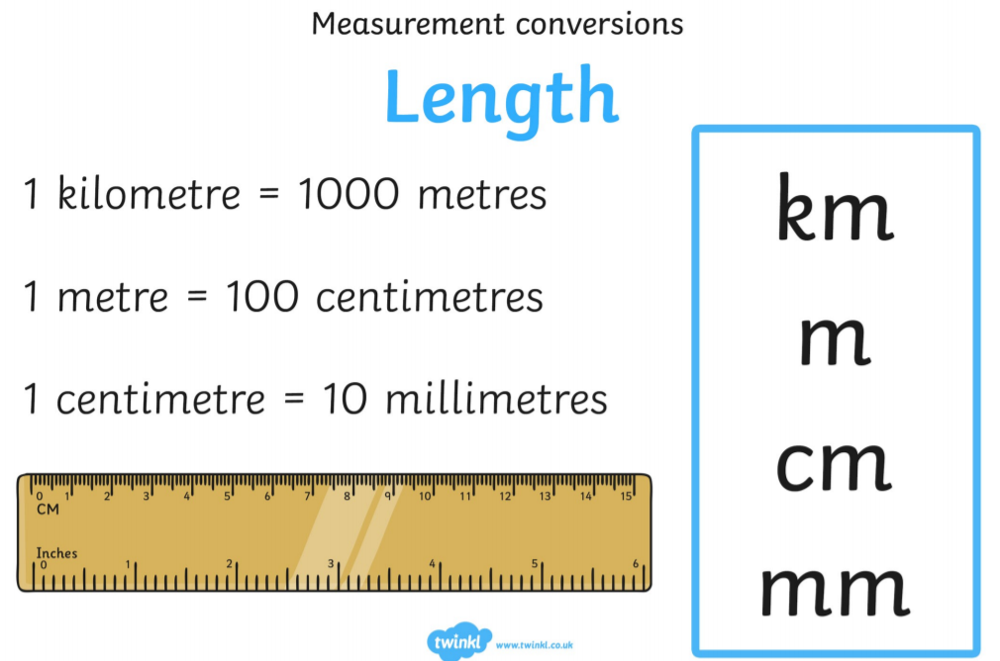 Measurement conversions
Length
1 kilometre = 1000 metres
1 metre = 100 centimetres
1 centimetre = 10 millimetres
km
m
cm
mm
0 1 2 3 4 5 6 7 8 9 10 11 12 13 14 15
CM
Inches
0 1 2 3 4 5 6
twinkl www.twinkl.co.uk